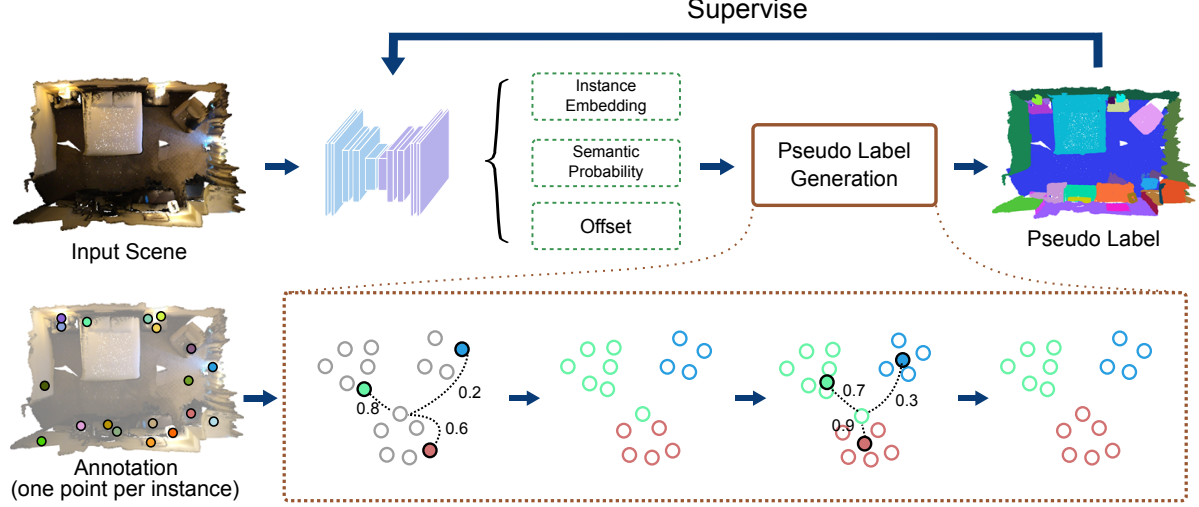 Supervise
Instance
Embedding
Semantic
Probability
Offset
Pseudo Label
Generation
Input Scene
Pseudo Label
Annotation
(one point per instance)
0.8
0.2
0.6
0.7
0.3
0.9